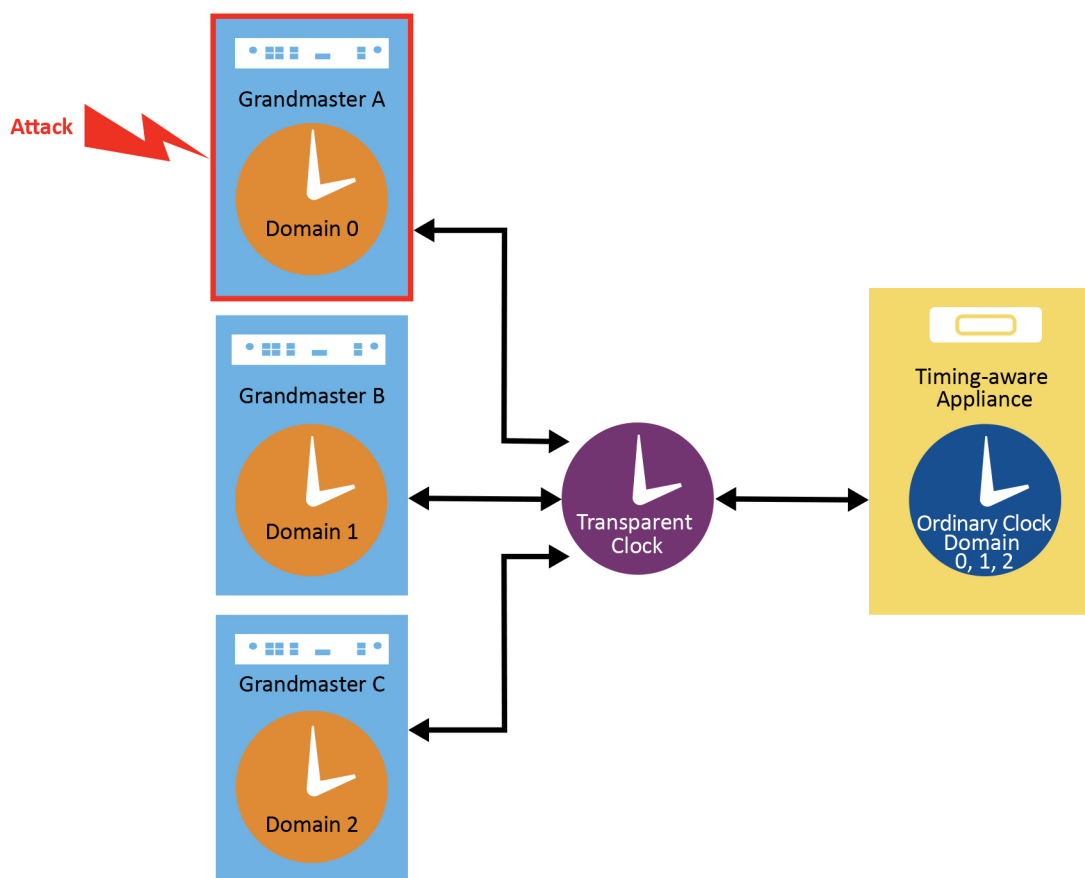 Attack
Grandmaster A
Domain 0
Grandmaster B
Domain 1
Grandmaster C
Domain 2
Transparent
Clock
Timing-aware
Appliance
Ordinary Clock
Domain
0, 1, 2